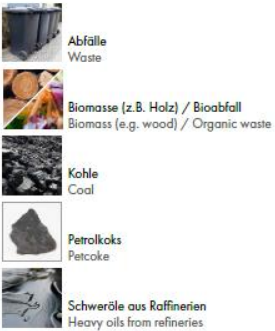 Abfälle
Waste
Biomasse (z.B. Holz) / Bioabfall
Biomass (e.g. wood) / Organic waste
Kohle
Coal
Petrolkoks
Petcoke
Schweröle aus Raffinerien
Heavy oils from refineries